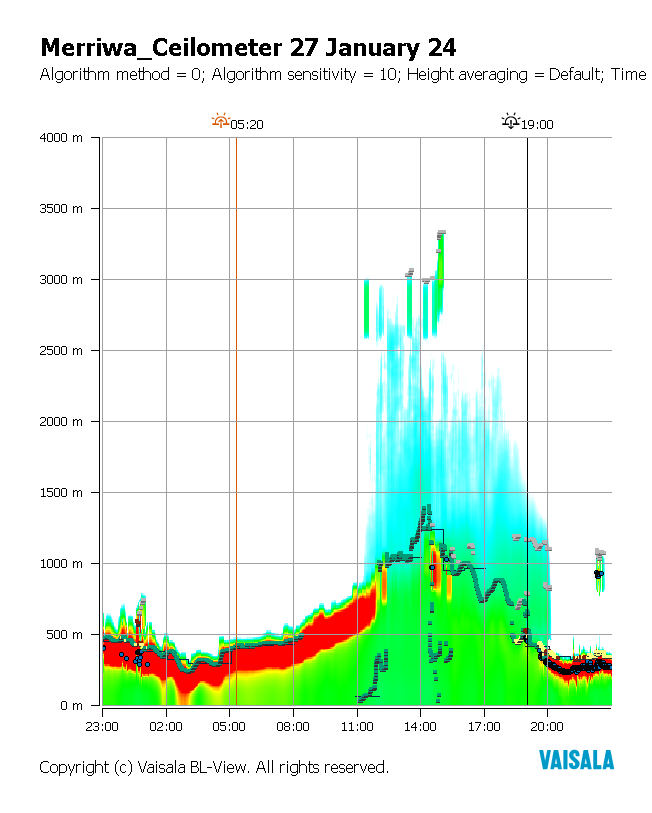 Merriwa_Ceilometer 27 January 24
Algorithm method = 0; Algorithm sensitivity = 10; Height averaging = Default; Time
05:20 19:00
4000 m
3500 m
3000 m
2500 m
2000 m
1500 m
1000 m
500 m
0 m
23:00 02:00 05:00 08:00 11:00 14:00 17:00 20:00
Copyright (c) Vaisala BL-View. All rights reserved.
VAISALA